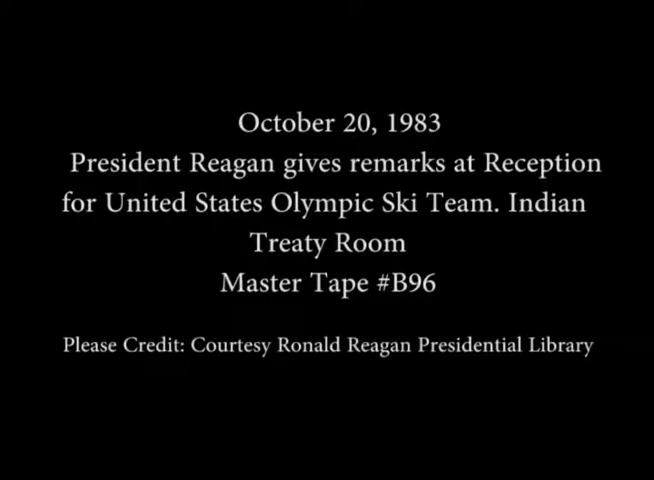 October 20, 1983
President Reagan gives remarks at Reception
for United States Olympic Ski Team. Indian
Treaty Room
Master Tape #B96
Please Credit: Courtesy Ronald Reagan Presidential Library